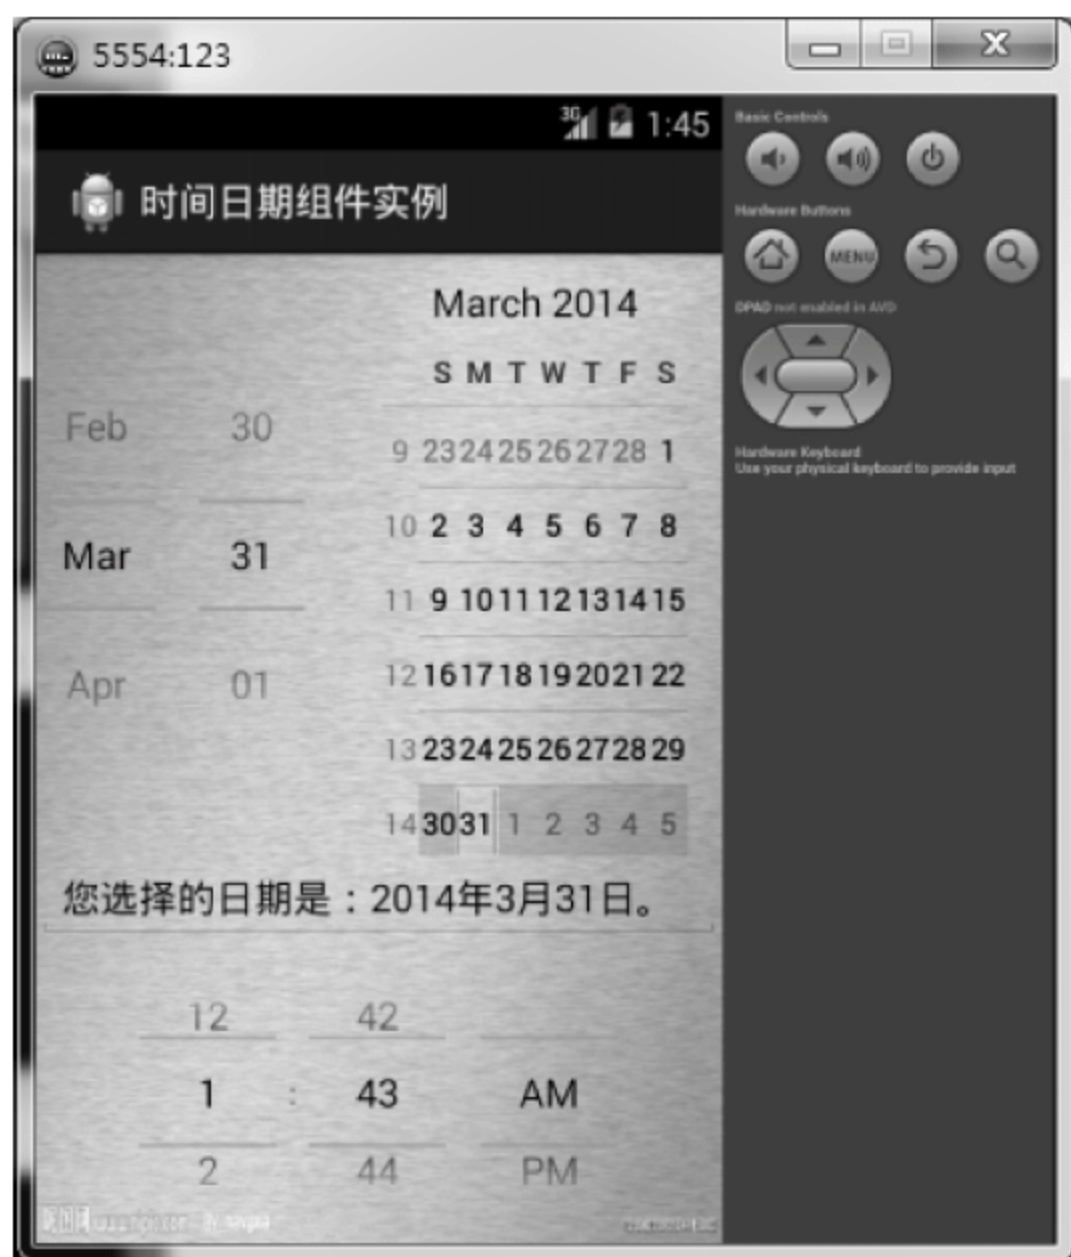 5554:123
3G 1:45
时间日期组件实例
March 2014
S M T W T F S
9 23 24 25 26 27 28 1
10 2 3 4 5 6 7 8
11 9 10 11 12 13 14 15
12 16 17 18 19 20 21 22
13 23 24 25 26 27 28 29
14 30 31 1 2 3 4 5
Feb 30
Mar 31
Apr 01
您选择的日期是：2014年3月31日。
12 42
1 : 43 AM
2 44 PM
Basic Controls
Hardware Buttons
MENU
DPAD not enabled in AVD
Hardware Keyboard
Use your physical keyboard to provide input